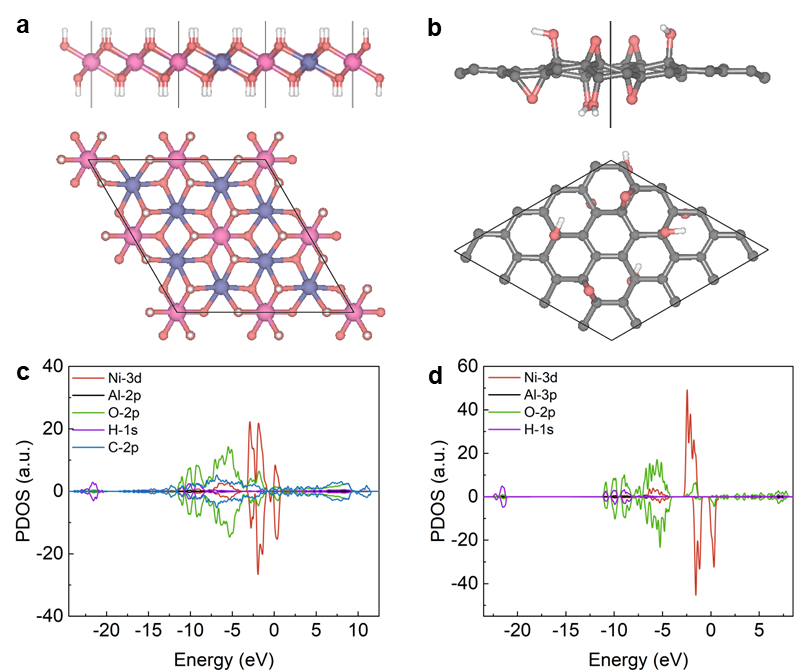 a
b
c
40
20
0
-20
-40
PDOS (a.u.)
Ni-3d
Al-2p
O-2p
H-1s
C-2p
-20 -15 -10 -5 0 5 10
Energy (eV)
d
60
40
20
0
-20
-40
PDOS (a.u.)
Ni-3d
Al-3p
O-2p
H-1s
-20 -15 -10 -5 0 5
Energy (eV)